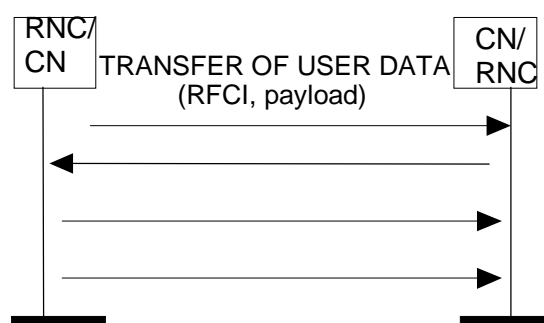 RNC/
CN
CN/
RNC
TRANSFER OF USER DATA
(RFCI, payload)